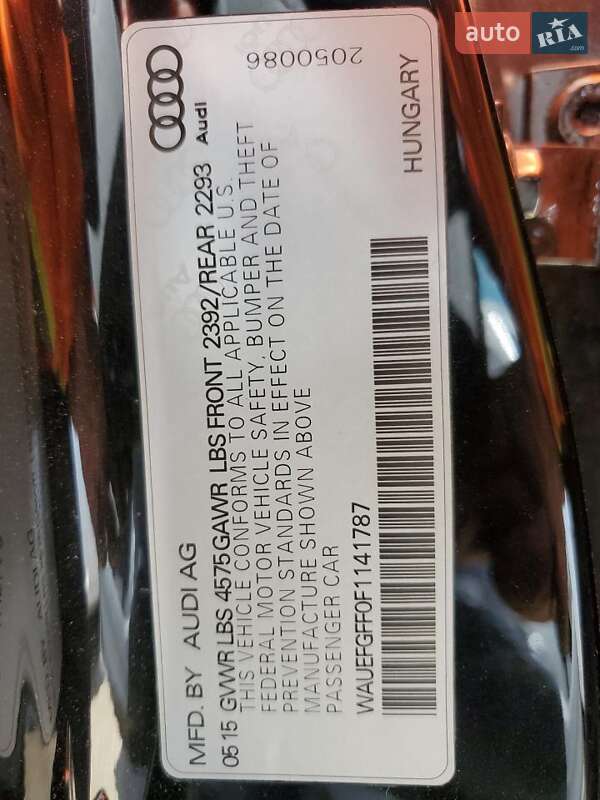 MFD. BY AUDI AG
Audi
0515 GVWR LBS 4575 GAWR LBS FRONT 2392/REAR 2293
THIS VEHICLE CONFORMS TO ALL APPLICABLE U.S.
FEDERAL MOTOR VEHICLE SAFETY, BUMPER AND THEFT
PREVENTION STANDARDS IN EFFECT ON THE DATE OF
MANUFACTURE SHOWN ABOVE
PASSENGER CAR
2050086
WAUEFGFF0F1141787
HUNGARY
auto RIA .com